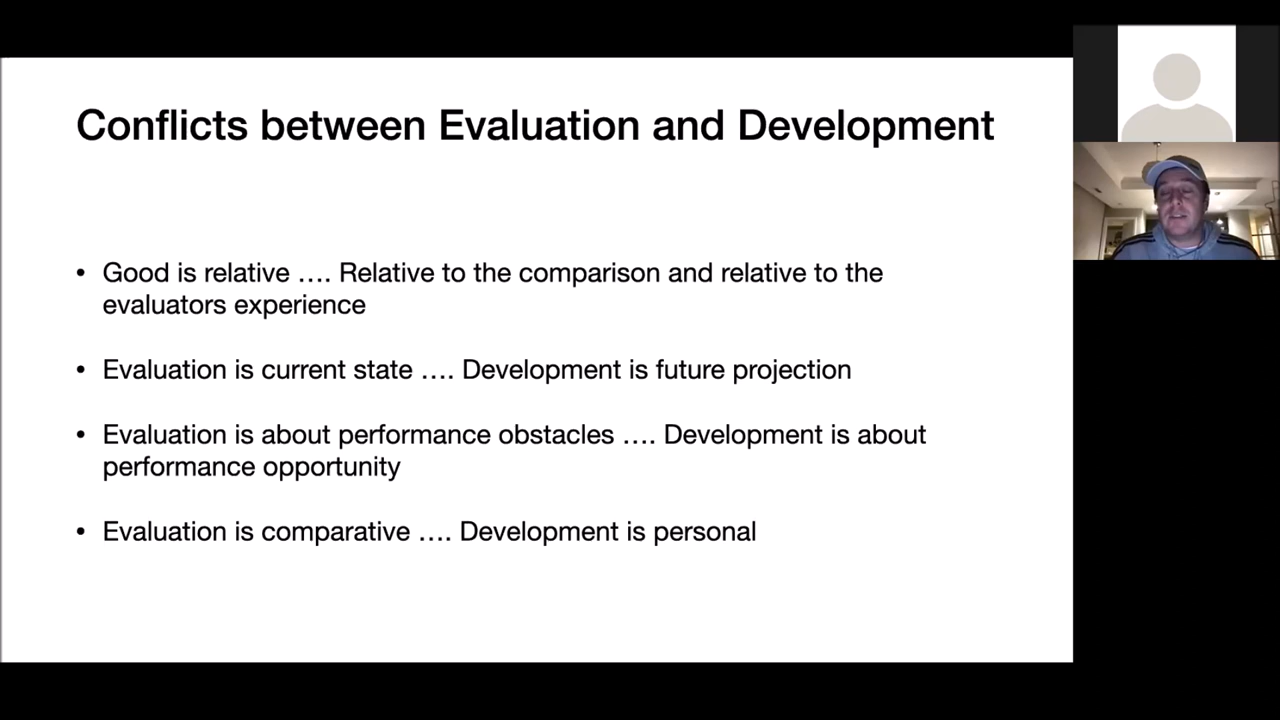 Conflicts between Evaluation and Development
• Good is relative …. Relative to the comparison and relative to the
evaluators experience
• Evaluation is current state …. Development is future projection
• Evaluation is about performance obstacles …. Development is about
performance opportunity
• Evaluation is comparative …. Development is personal